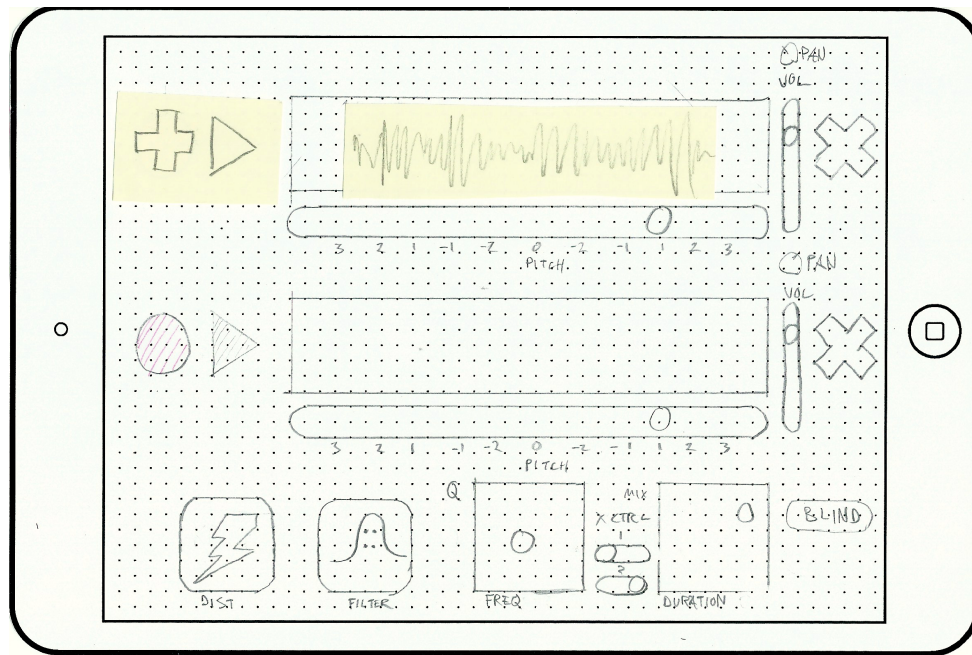 PAN
VOL
3 2 1 -1 -2 0 -2 -1 1 2 3
PITCH
PAN
VOL
3 2 1 -1 -2 0 -2 -1 1 2 3
PITCH
Q
MIX
X CTRL
1
2
BLIND
DIST
FILTER
FREQ
DURATION